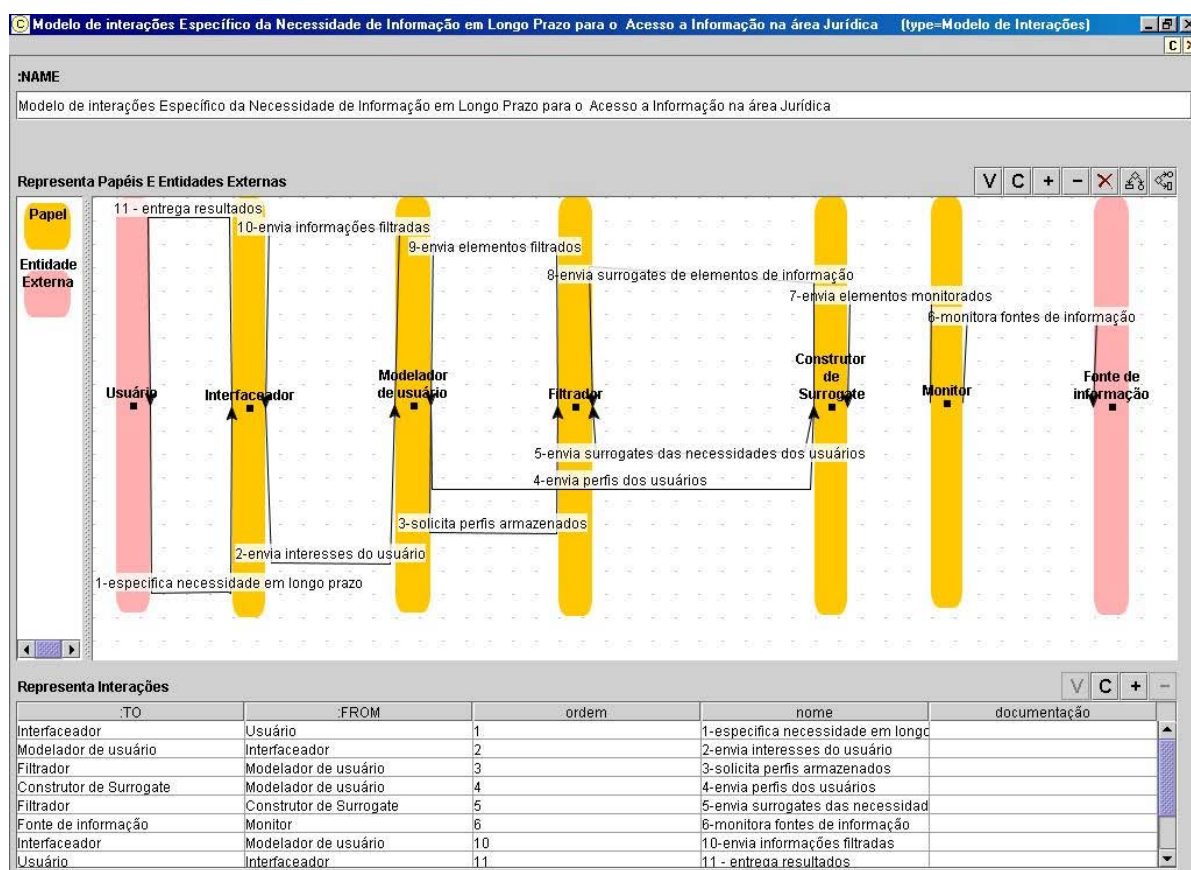 C Modelo de interações Específico da Necessidade de Informação em Longo Prazo para o Acesso a Informação na área Jurídica (type=Modelo de Interações)
C
:NAME
Modelo de interações Específico da Necessidade de Informação em Longo Prazo para o Acesso a Informação na área Jurídica
Representa Papéis E Entidades Externas
V C + -
Papel
Entidade
Externa
11 - entrega resultados
10-envia informações filtradas
9-envia elementos filtrados
8-envia surrogates de elementos de informação
7-envia elementos monitorados
6-monitora fontes de informação
Usuário
Interfaceador
Modelador
de usuário
Filtrador
Construtor
de
Surrogate
Monitor
Fonte de
informação
5-envia surrogates das necessidades dos usuários
4-envia perfis dos usuários
3-solicita perfis armazenados
2-envia interesses do usuário
1-especifica necessidade em longo prazo
Representa Interações
V C + -
:TO :FROM ordem nome documentação
Interfaceador Usuário 1 1-especifica necessidade em longo
Modelador de usuário Interfaceador 2 2-envia interesses do usuário
Filtrador Modelador de usuário 3 3-solicita perfis armazenados
Construtor de Surrogate Modelador de usuário 4 4-envia perfis dos usuários
Filtrador Construtor de Surrogate 5 5-envia surrogates das necessidad
Fonte de informação Monitor 6 6-monitora fontes de informação
Interfaceador Modelador de usuário 10 10-envia informações filtradas
Usuário Interfaceador 11 11 - entrega resultados